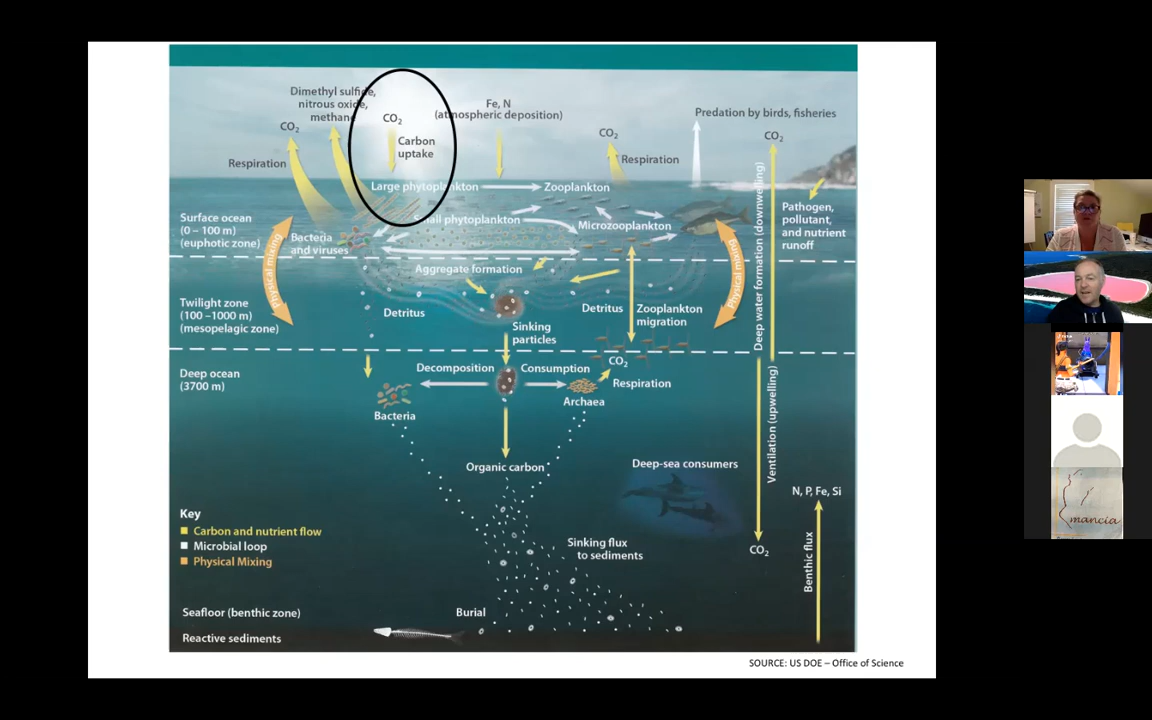 Dimethyl sulfide,
nitrous oxide,
methane
CO2
CO2
Fe, N
(atmospheric deposition)
Predation by birds, fisheries
CO2
CO2
CO2
Carbon
uptake
Respiration
Respiration
Large phytoplankton
Zooplankton
Pathogen,
pollutant,
and nutrient
runoff
Small phytoplankton
Microzooplankton
Surface ocean
(0 – 100 m)
(euphotic zone)
Bacteria
and viruses
Physical mixing
Physical mixing
Deep water formation (downwelling)
Aggregate formation
Twilight zone
(100 –1000 m)
(mesopelagic zone)
Detritus
Detritus
Zooplankton
migration
Sinking
particles
Deep ocean
(3700 m)
Decomposition
Consumption
Respiration
Bacteria
Archaea
Ventilation (upwelling)
Organic carbon
Deep-sea consumers
N, P, Fe, Si
Key
Carbon and nutrient flow
Microbial loop
Physical Mixing
Sinking flux
to sediments
CO2
Benthic flux
Seafloor (benthic zone)
Burial
Reactive sediments
SOURCE: US DOE – Office of Science
mancia